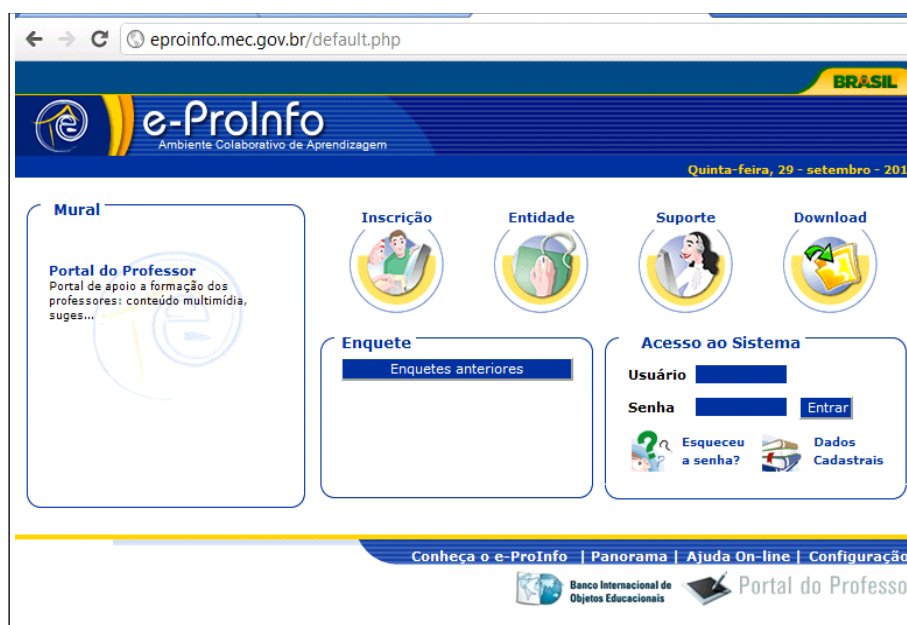 eproinfo.mec.gov.br/default.php
BRASIL
e-ProInfo
Ambiente Colaborativo de Aprendizagem
Quinta-feira, 29 - setembro - 201
Mural
Portal do Professor
Portal de apoio a formação dos
professores: conteúdo multimídia,
suges...
Inscrição
Entidade
Suporte
Download
Enquete
Enquetes anteriores
Acesso ao Sistema
Usuário
Senha
Entrar
Esqueceu
a senha?
Dados
Cadastrais
Conheça o e-ProInfo | Panorama | Ajuda On-line | Configuração
Banco Internacional de
Objetos Educacionais
Portal do Professo